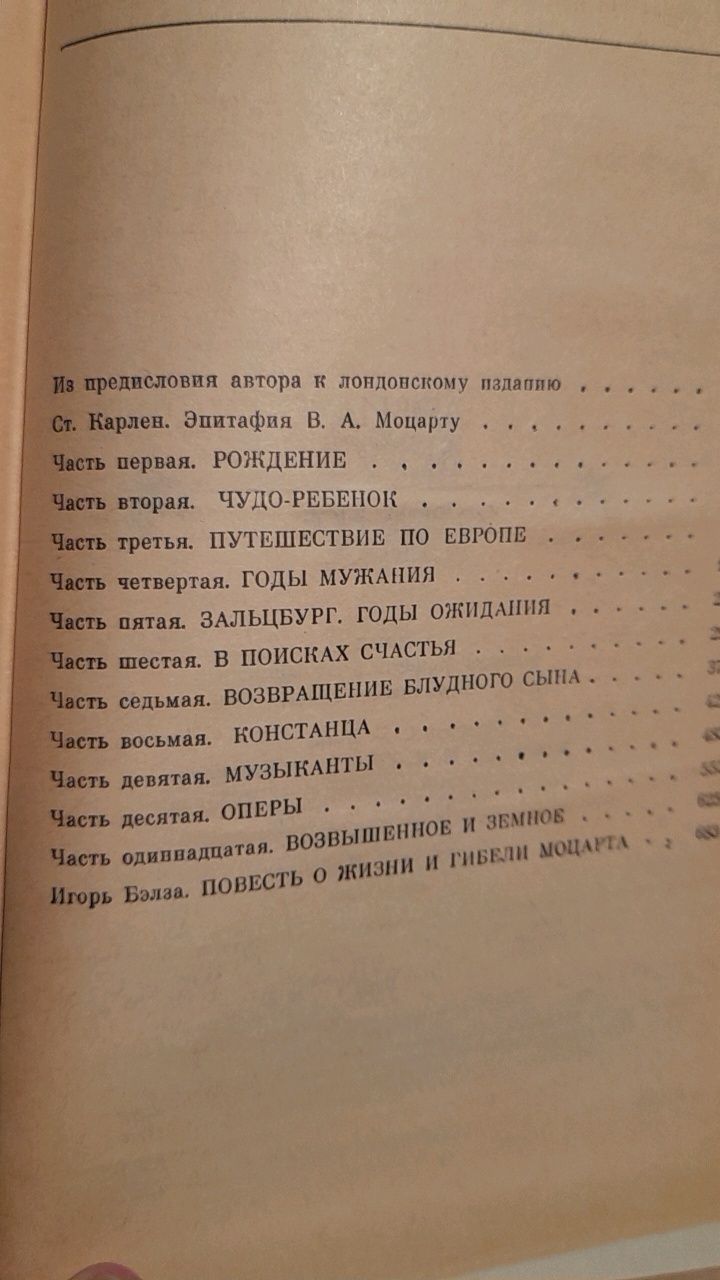 Из предисловия автора к лондонскому изданию . . . . . .
Ст. Карлен. Эпитафия В. А. Моцарту . . . . . . . . . .
Часть первая. РОЖДЕНИЕ . . . . . . . . . . . . .
Часть вторая. ЧУДО-РЕБЕНОК . . . . . . . . . . .
Часть третья. ПУТЕШЕСТВИЕ ПО ЕВРОПЕ . . . . . . .
Часть четвертая. ГОДЫ МУЖАНИЯ . . . . . . . . . .
Часть пятая. ЗАЛЬЦБУРГ. ГОДЫ ОЖИДАНИЯ . . . . . .
Часть шестая. В ПОИСКАХ СЧАСТЬЯ . . . . . . . . .
Часть седьмая. ВОЗВРАЩЕНИЕ БЛУДНОГО СЫНА . . . . .
Часть восьмая. КОНСТАНЦА . . . . . . . . . . . .
Часть девятая. МУЗЫКАНТЫ . . . . . . . . . . . .
Часть десятая. ОПЕРЫ . . . . . . . . . . . . . .
Часть одиннадцатая. ВОЗВЫШЕННОЕ И ЗЕМНОЕ . . . . .
Игорь Бэлза. ПОВЕСТЬ О ЖИЗНИ И ГИБЕЛИ МОЦАРТА . .